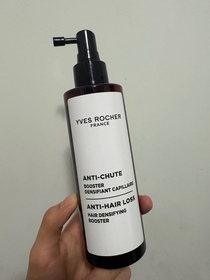 YVES ROCHER
FRANCE
ANTI-CHUTE
BOOSTER
DENSIFIANT CAPILLAIRE
ANTI-HAIR LOSS
HAIR DENSIFYING
BOOSTER